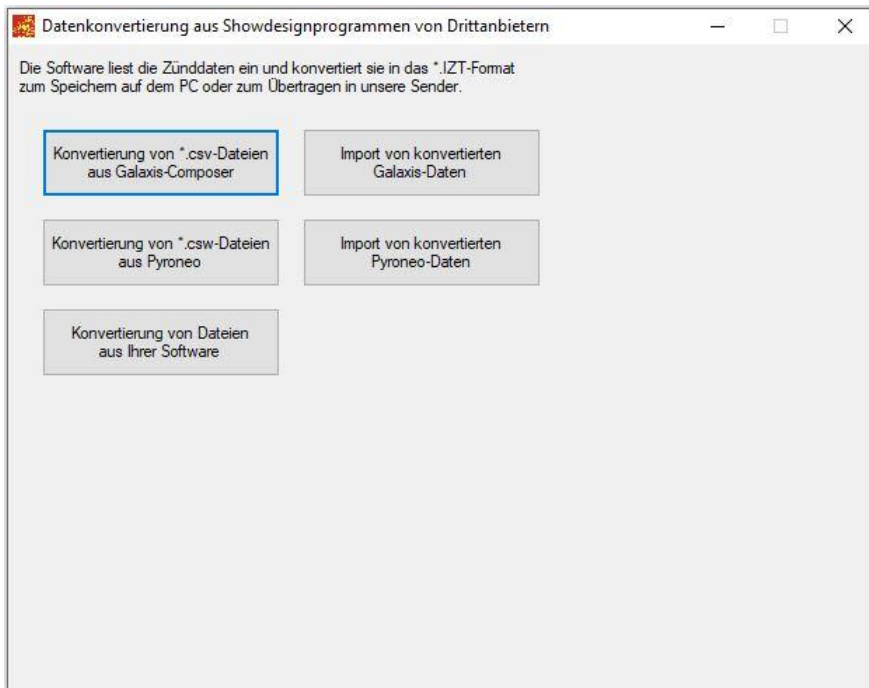 Datenkonvertierung aus Showdesignprogrammen von Drittanbietern
Die Software liest die Zünddaten ein und konvertiert sie in das *.IZT-Format
zum Speichern auf dem PC oder zum Übertragen in unsere Sender.
Konvertierung von *.csv-Dateien
aus Galaxis-Composer
Import von konvertierten
Galaxis-Daten
Konvertierung von *.csw-Dateien
aus Pyroneo
Import von konvertierten
Pyroneo-Daten
Konvertierung von Dateien
aus Ihrer Software